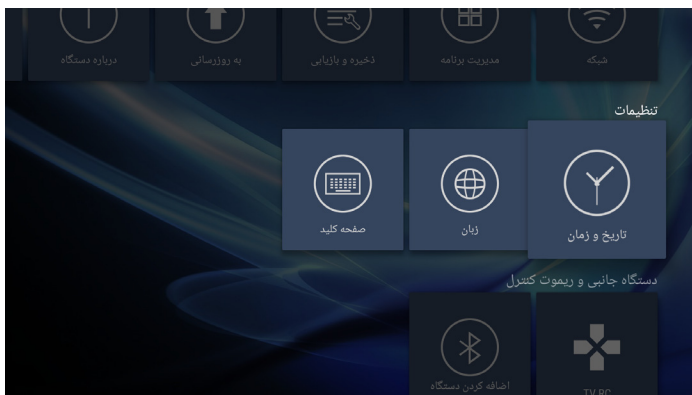 شبکه
مدیریت برنامه
ذخیره و بازیابی
به روزرسانی
درباره دستگاه
تنظیمات
تاریخ و زمان
زبان
صفحه کلید
دستگاه جانبی و ریموت کنترل
TV RC
اضافه کردن دستگاه